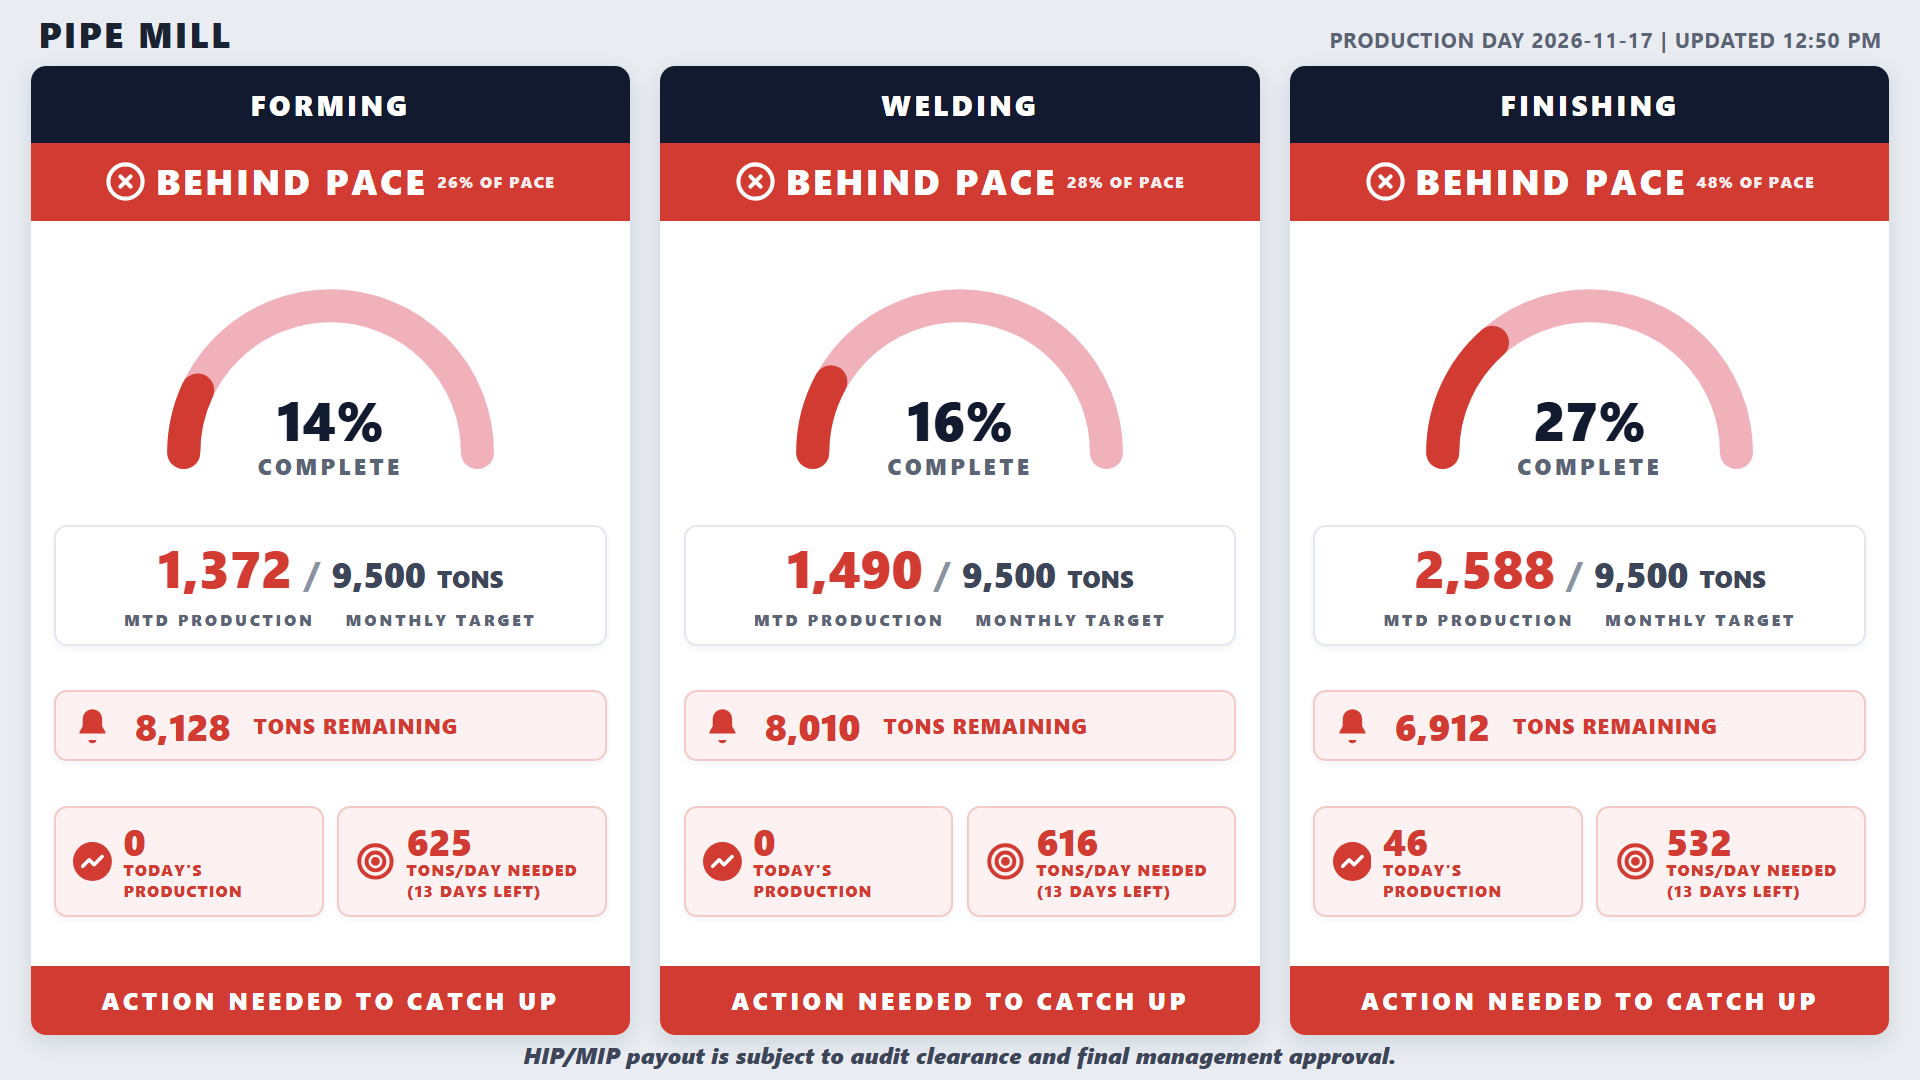 PIPE MILL
PRODUCTION DAY 2026-11-17 | UPDATED 12:50 PM
FORMING
BEHIND PACE 26% OF PACE
14%
COMPLETE
1,372 / 9,500 TONS
MTD PRODUCTION MONTHLY TARGET
8,128 TONS REMAINING
0
TODAY'S
PRODUCTION
625
TONS/DAY NEEDED
(13 DAYS LEFT)
ACTION NEEDED TO CATCH UP
WELDING
BEHIND PACE 28% OF PACE
16%
COMPLETE
1,490 / 9,500 TONS
MTD PRODUCTION MONTHLY TARGET
8,010 TONS REMAINING
0
TODAY'S
PRODUCTION
616
TONS/DAY NEEDED
(13 DAYS LEFT)
ACTION NEEDED TO CATCH UP
FINISHING
BEHIND PACE 48% OF PACE
27%
COMPLETE
2,588 / 9,500 TONS
MTD PRODUCTION MONTHLY TARGET
6,912 TONS REMAINING
46
TODAY'S
PRODUCTION
532
TONS/DAY NEEDED
(13 DAYS LEFT)
ACTION NEEDED TO CATCH UP
HIP/MIP payout is subject to audit clearance and final management approval.